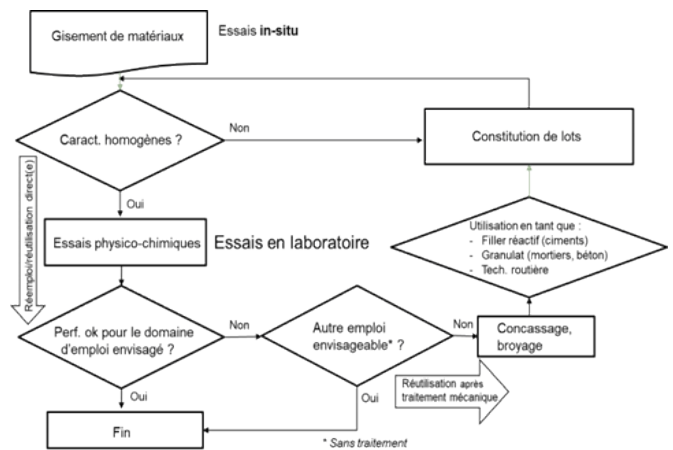 Gisement de matériaux
Essais in-situ
Caract. homogènes ?
Non
Constitution de lots
Oui
Réemploi/réutilisation direct(e)
Essais physico-chimiques
Essais en laboratoire
Utilisation en tant que :
- Filler réactif (ciments)
- Granulat (mortiers, béton)
- Tech. routière
Perf. ok pour le domaine
d'emploi envisagé ?
Non
Autre emploi
envisageable* ?
Non
Concassage,
broyage
Oui
Oui
Réutilisation après
traitement mécanique
Fin
* Sans traitement